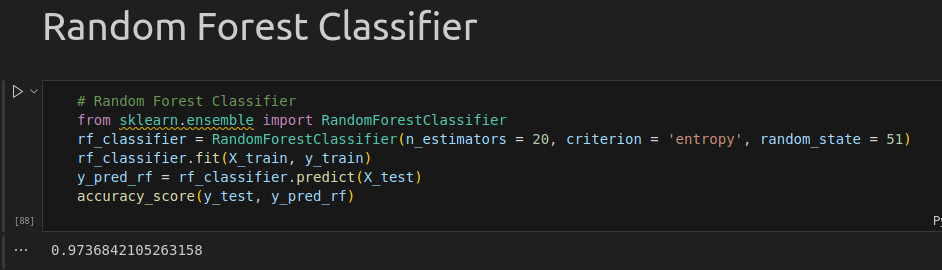 Random Forest Classifier
# Random Forest Classifier
from sklearn.ensemble import RandomForestClassifier
rf_classifier = RandomForestClassifier(n_estimators = 20, criterion = 'entropy', random_state = 51)
rf_classifier.fit(X_train, y_train)
y_pred_rf = rf_classifier.predict(X_test)
accuracy_score(y_test, y_pred_rf)
[88]
0.9736842105263158